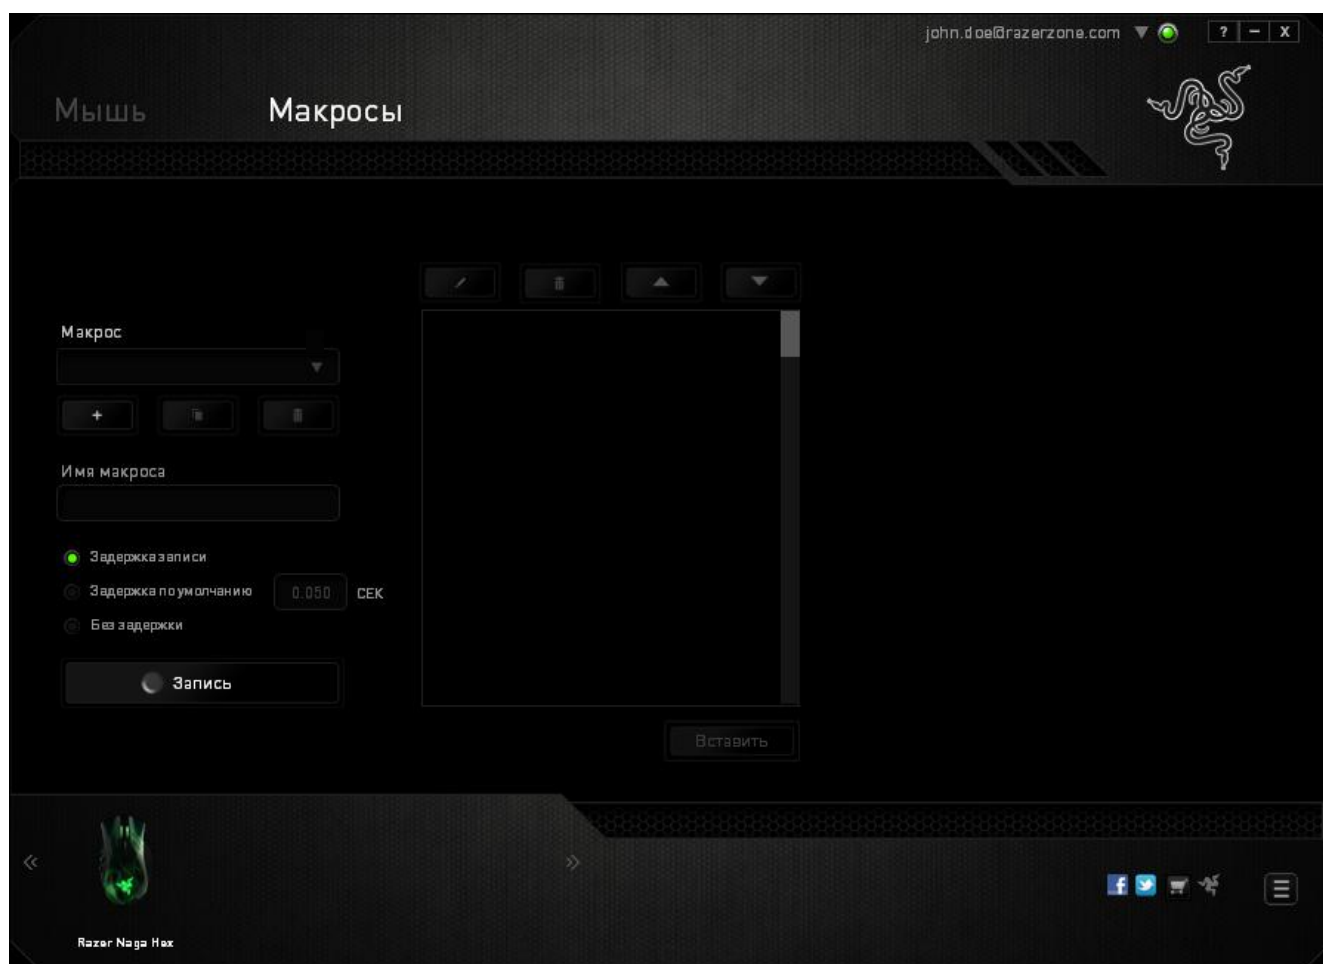 john.doe@razerzone.com
? – X
Мышь Макросы
Макрос
+
Имя макроса
Задержка записи
Задержка по умолчанию 0.050 СЕК
Без задержки
Запись
Вставить
« »
Razer Naga Hex